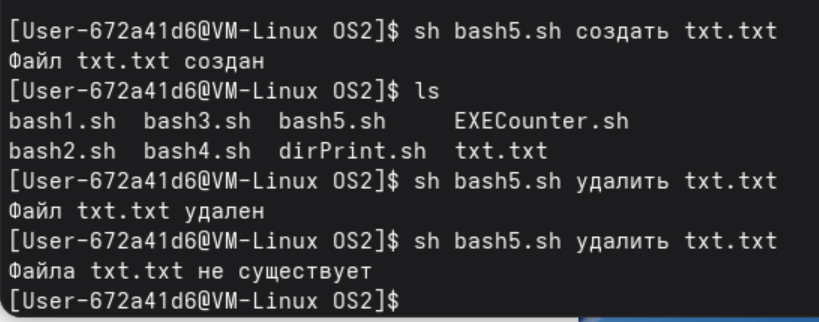 [User-672a41d6@VM-Linux OS2]$ sh bash5.sh создать txt.txt
Файл txt.txt создан
[User-672a41d6@VM-Linux OS2]$ ls
bash1.sh  bash3.sh  bash5.sh     EXECounter.sh
bash2.sh  bash4.sh  dirPrint.sh  txt.txt
[User-672a41d6@VM-Linux OS2]$ sh bash5.sh удалить txt.txt
Файл txt.txt удален
[User-672a41d6@VM-Linux OS2]$ sh bash5.sh удалить txt.txt
Файла txt.txt не существует
[User-672a41d6@VM-Linux OS2]$